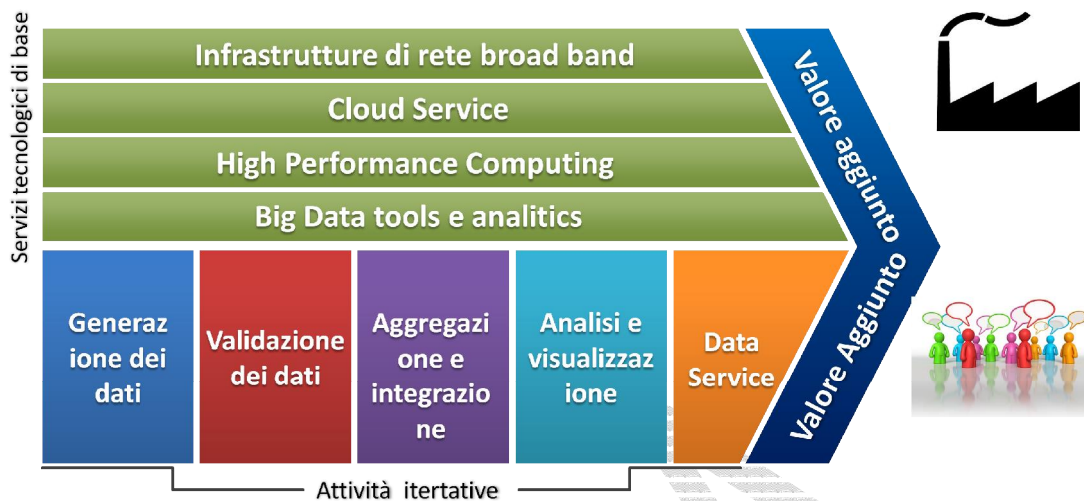 Servizi tecnologici di base
Infrastrutture di rete broad band
Cloud Service
High Performance Computing
Big Data tools e analitics
Valore aggiunto
Valore Aggiunto
Generaz
ione dei
dati
Validazione
dei dati
Aggregazi
one e
integrazio
ne
Analisi e
visualizzaz
ione
Data
Service
Attività itertative